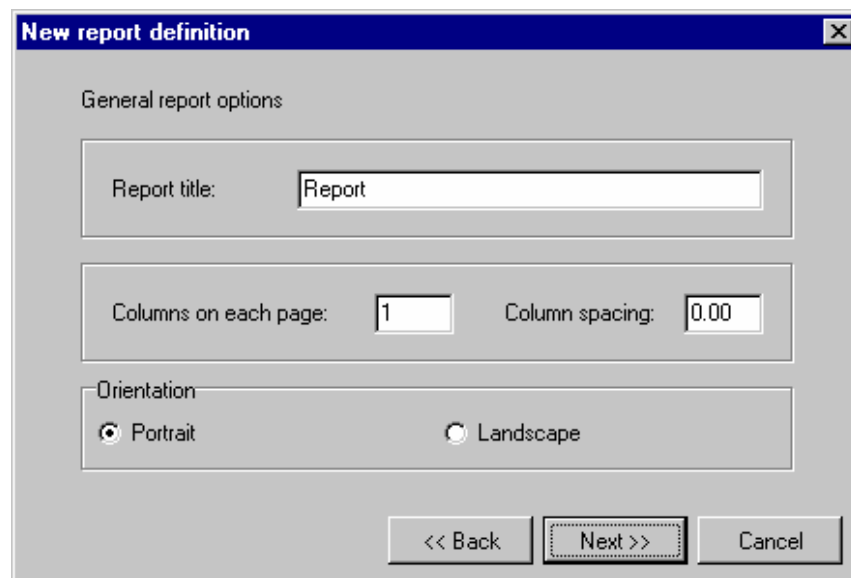 New report definition
General report options
Report title: Report
Columns on each page: 1 Column spacing: 0.00
Orientation
Portrait Landscape
<< Back Next >> Cancel